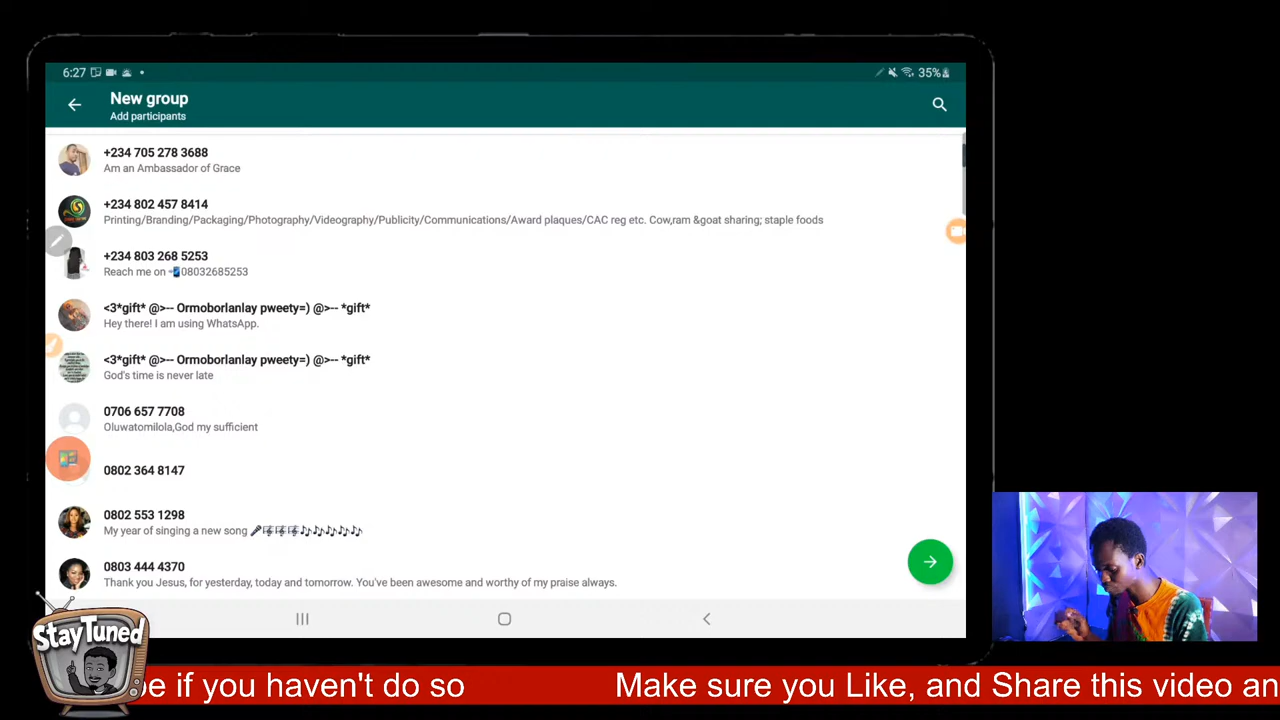 6:27
35%
New group
Add participants
+234 705 278 3688
Am an Ambassador of Grace
+234 802 457 8414
Printing/Branding/Packaging/Photography/Videography/Publicity/Communications/Award plaques/CAC reg etc. Cow,ram &goat sharing; staple foods
+234 803 268 5253
Reach me on 📲08032685253
<3*gift* @>-- Ormoborlanlay pweety=) @>-- *gift*
Hey there! I am using WhatsApp.
<3*gift* @>-- Ormoborlanlay pweety=) @>-- *gift*
God's time is never late
0706 657 7708
Oluwatomilola,God my sufficient
0802 364 8147
0802 553 1298
My year of singing a new song 🎤🎼🎼🎼🎶🎶🎶🎶
0803 444 4370
Thank you Jesus, for yesterday, today and tomorrow. You've been awesome and worthy of my praise always.
StayTuned
be if you haven't do so Make sure you Like, and Share this video an